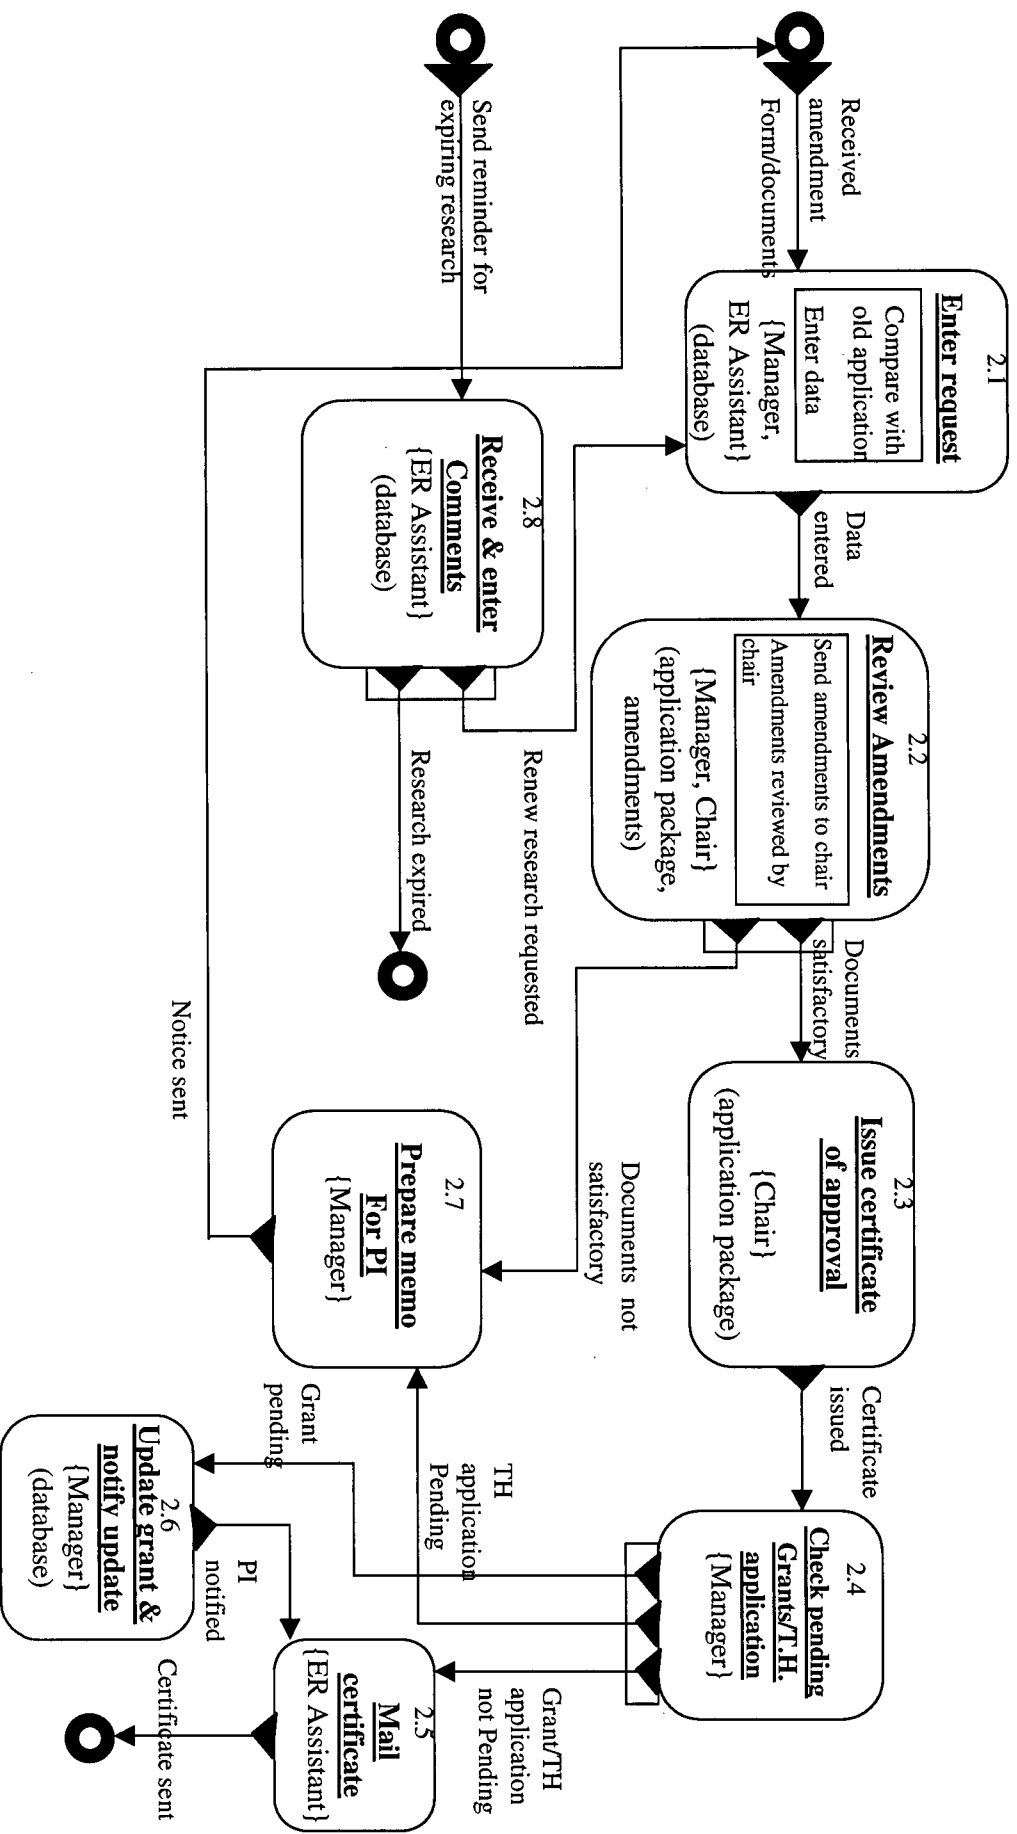 Received
amendment
Form/documents
2.1
Enter request
Compare with
old application
Enter data
{Manager,
ER Assistant}
(database)
Data
entered
2.2
Review Amendments
Send amendments to chair
Amendments reviewed by
chair
{Manager, Chair}
(application package,
amendments)
Documents
satisfactory
2.3
Issue certificate
of approval
{Chair}
(application package)
Certificate
issued
2.4
Check pending
Grants/T.H.
application
{Manager}
Send reminder for
expiring research
2.8
Receive & enter
Comments
{ER Assistant}
(database)
Renew research requested
Research expired
Documents not
satisfactory
2.7
Prepare memo
For PI
{Manager}
Notice sent
TH
application
Pending
Grant
pending
Grant/TH
application
not Pending
2.6
Update grant &
notify update
{Manager}
(database)
PI
notified
2.5
Mail
certificate
{ER Assistant}
Certificate sent